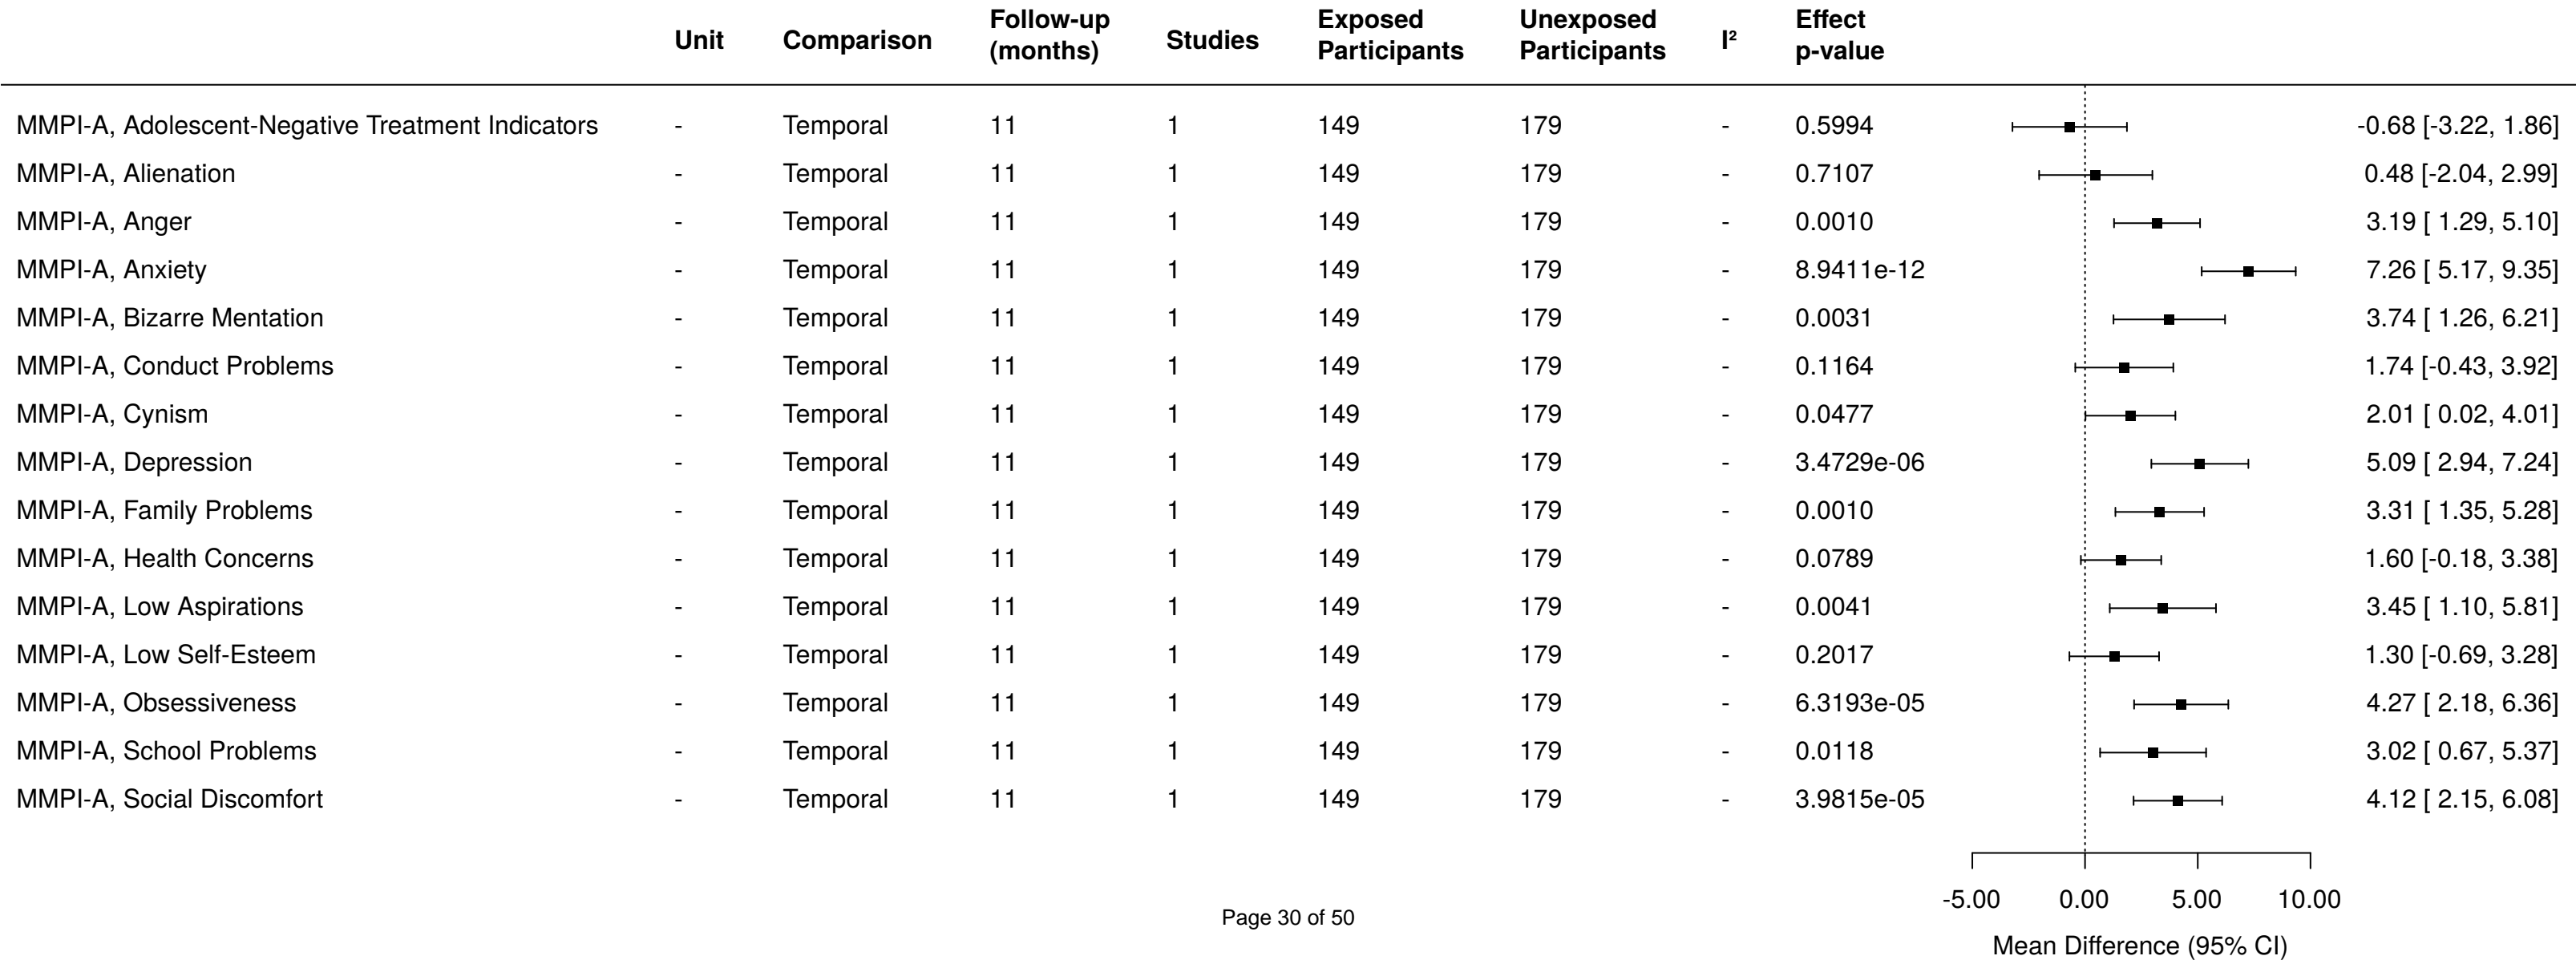 Unit Comparison Follow-up (months) Studies Exposed Participants Unexposed Participants I² Effect p-value
MMPI-A, Adolescent-Negative Treatment Indicators - Temporal 11 1 149 179 - 0.5994 -0.68 [-3.22, 1.86]
MMPI-A, Alienation - Temporal 11 1 149 179 - 0.7107 0.48 [-2.04, 2.99]
MMPI-A, Anger - Temporal 11 1 149 179 - 0.0010 3.19 [ 1.29, 5.10]
MMPI-A, Anxiety - Temporal 11 1 149 179 - 8.9411e-12 7.26 [ 5.17, 9.35]
MMPI-A, Bizarre Mentation - Temporal 11 1 149 179 - 0.0031 3.74 [ 1.26, 6.21]
MMPI-A, Conduct Problems - Temporal 11 1 149 179 - 0.1164 1.74 [-0.43, 3.92]
MMPI-A, Cynism - Temporal 11 1 149 179 - 0.0477 2.01 [ 0.02, 4.01]
MMPI-A, Depression - Temporal 11 1 149 179 - 3.4729e-06 5.09 [ 2.94, 7.24]
MMPI-A, Family Problems - Temporal 11 1 149 179 - 0.0010 3.31 [ 1.35, 5.28]
MMPI-A, Health Concerns - Temporal 11 1 149 179 - 0.0789 1.60 [-0.18, 3.38]
MMPI-A, Low Aspirations - Temporal 11 1 149 179 - 0.0041 3.45 [ 1.10, 5.81]
MMPI-A, Low Self-Esteem - Temporal 11 1 149 179 - 0.2017 1.30 [-0.69, 3.28]
MMPI-A, Obsessiveness - Temporal 11 1 149 179 - 6.3193e-05 4.27 [ 2.18, 6.36]
MMPI-A, School Problems - Temporal 11 1 149 179 - 0.0118 3.02 [ 0.67, 5.37]
MMPI-A, Social Discomfort - Temporal 11 1 149 179 - 3.9815e-05 4.12 [ 2.15, 6.08]
-5.00 0.00 5.00 10.00
Page 30 of 50
Mean Difference (95% CI)